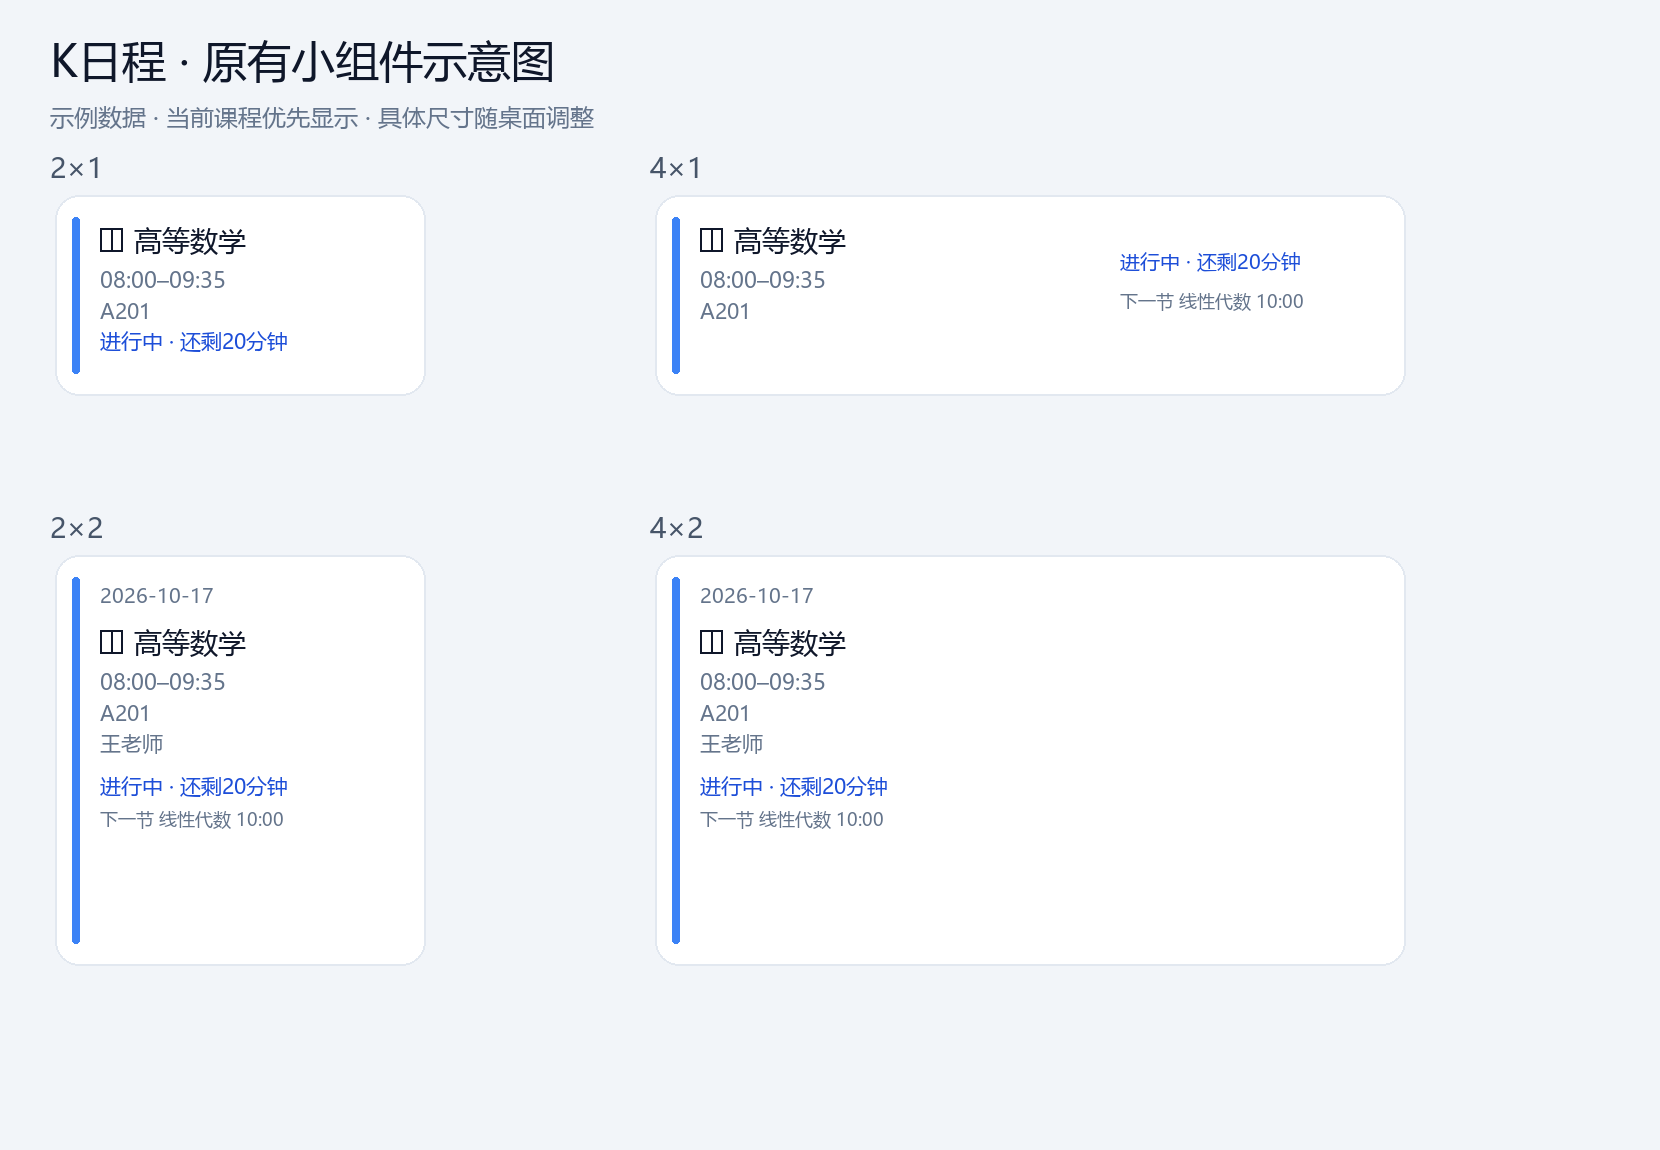 K日程 · 原有小组件示意图
示例数据 · 当前课程优先显示 · 具体尺寸随桌面调整
2×1
高等数学
08:00–09:35
A201
进行中 · 还剩20分钟
4×1
高等数学
08:00–09:35
A201
进行中 · 还剩20分钟
下一节 线性代数 10:00
2×2
2026-10-17
高等数学
08:00–09:35
A201
王老师
进行中 · 还剩20分钟
下一节 线性代数 10:00
4×2
2026-10-17
高等数学
08:00–09:35
A201
王老师
进行中 · 还剩20分钟
下一节 线性代数 10:00